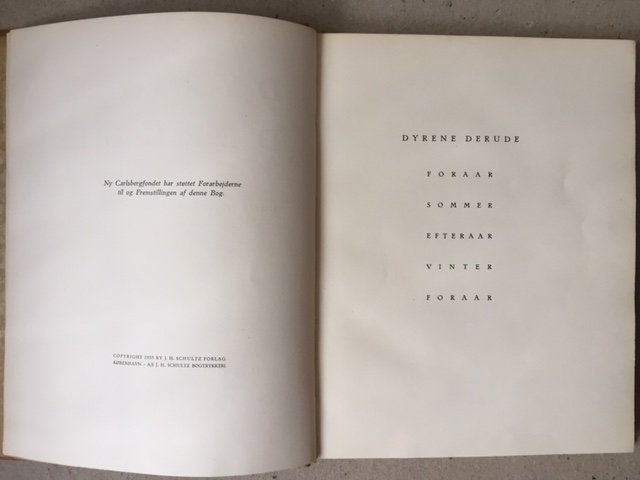 Ny Carlsbergfondet har støttet Forarbejderne
til og Fremstillingen af denne Bog.
COPYRIGHT 1935 BY J. H. SCHULTZ FORLAG
KØBENHAVN - A/S J. H. SCHULTZ BOGTRYKKERI
DYRENE DERUDE
FORAAR
SOMMER
EFTERAAR
VINTER
FORAAR